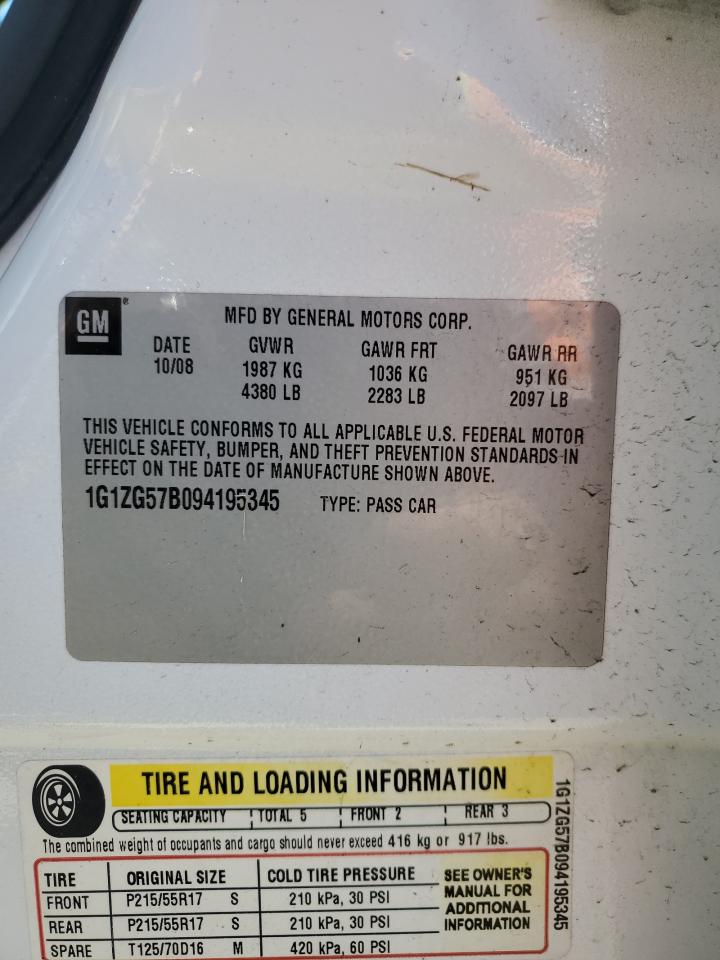 GM®
MFD BY GENERAL MOTORS CORP.
DATE GVWR GAWR FRT GAWR RR
10/08 1987 KG 1036 KG 951 KG
4380 LB 2283 LB 2097 LB
THIS VEHICLE CONFORMS TO ALL APPLICABLE U.S. FEDERAL MOTOR
VEHICLE SAFETY, BUMPER, AND THEFT PREVENTION STANDARDS IN
EFFECT ON THE DATE OF MANUFACTURE SHOWN ABOVE.
1G1ZG57B094195345 TYPE: PASS CAR
TIRE AND LOADING INFORMATION
SEATING CAPACITY TOTAL 5 FRONT 2 REAR 3
The combined weight of occupants and cargo should never exceed 416 kg or 917 lbs.
TIRE ORIGINAL SIZE COLD TIRE PRESSURE
FRONT P215/55R17 S 210 kPa, 30 PSI
REAR P215/55R17 S 210 kPa, 30 PSI
SPARE T125/70D16 M 420 kPa, 60 PSI
SEE OWNER'S
MANUAL FOR
ADDITIONAL
INFORMATION
1G1ZG57B094195345